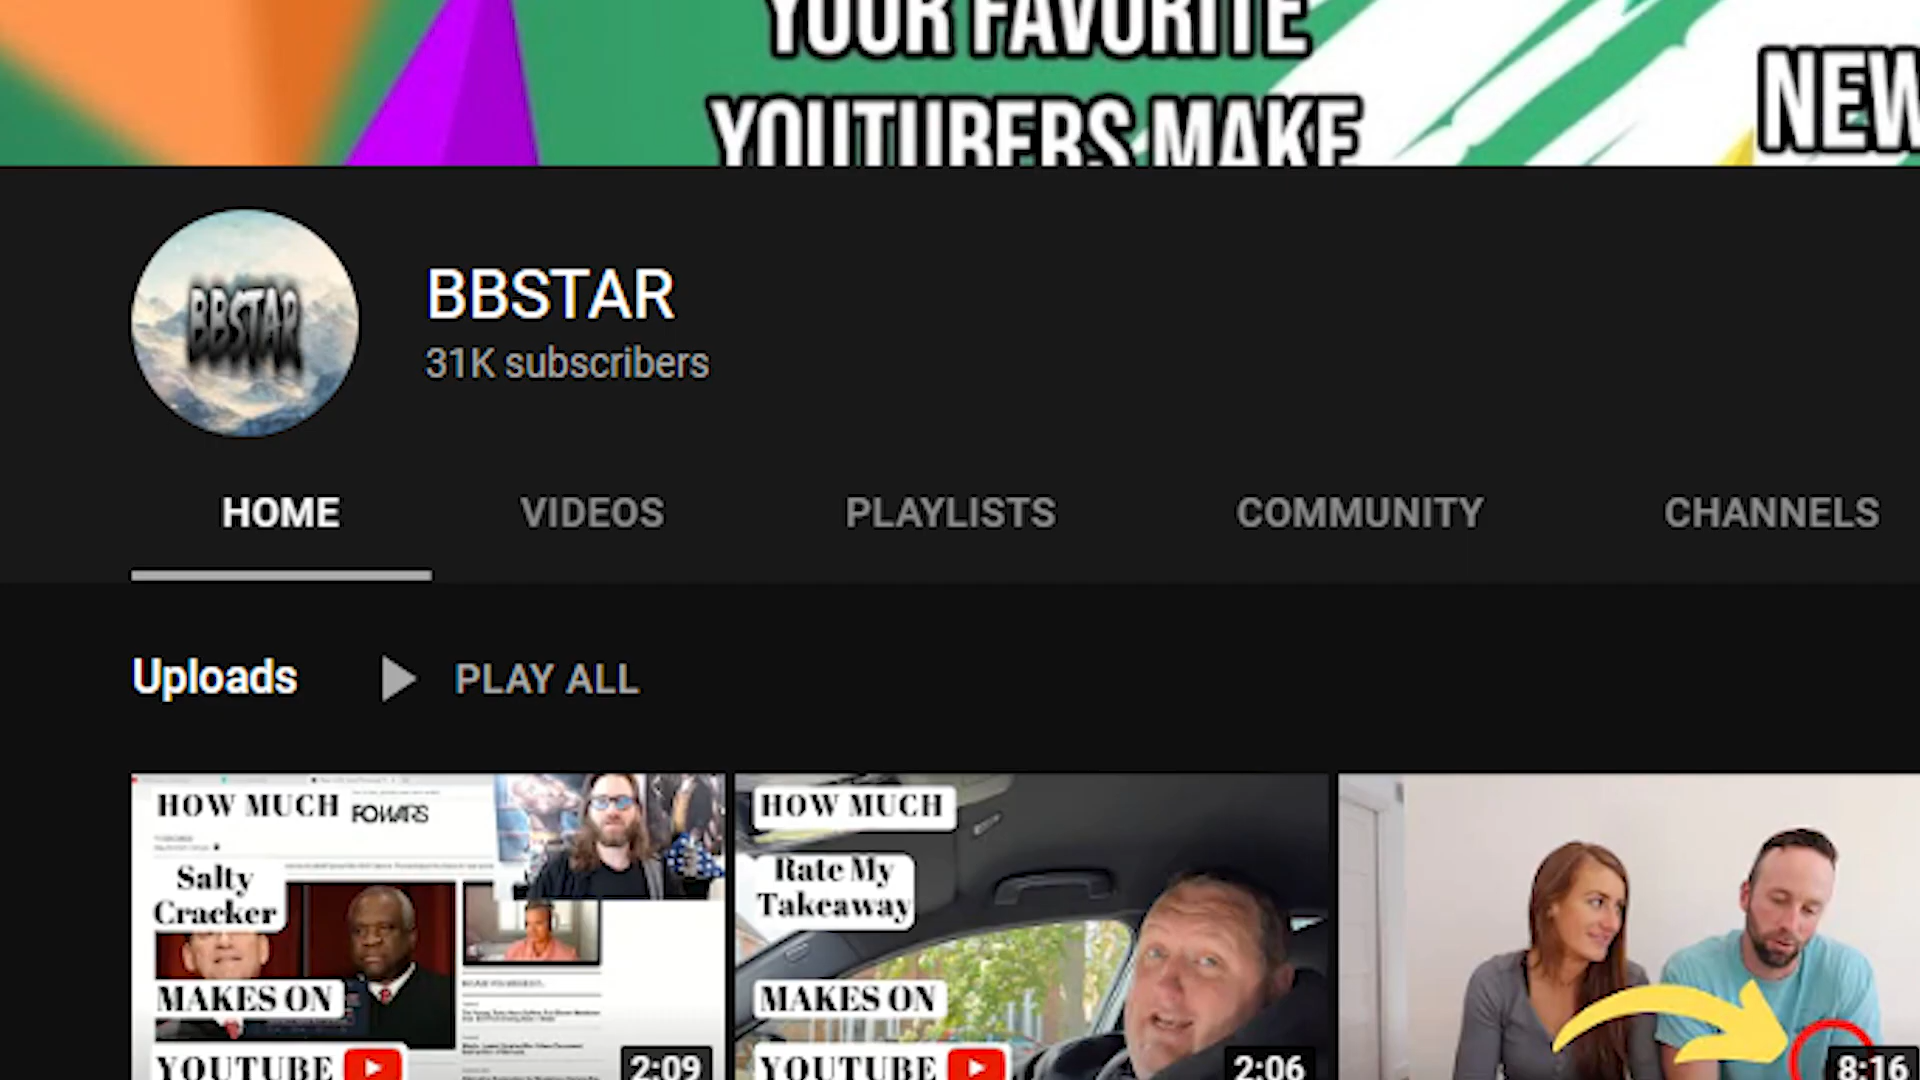 YOUR FAVORITE
YOUTUBERS MAKE
NEW
BBSTAR
BBSTAR
31K subscribers
HOME VIDEOS PLAYLISTS COMMUNITY CHANNELS
Uploads PLAY ALL
HOW MUCH
FOWARS
Salty
Cracker
MAKES ON
YOUTUBE
2:09
HOW MUCH
Rate My
Takeaway
MAKES ON
YOUTUBE
2:06
8:16